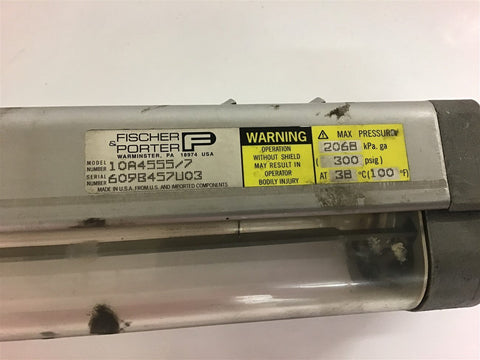 FISCHER
& PORTER
WARMINSTER, PA 18974 USA
MODEL NUMBER 10A4555/7
SERIAL NUMBER 609B457U03
MADE IN U.S.A. FROM U.S. AND IMPORTED COMPONENTS
WARNING
OPERATION
WITHOUT SHIELD
MAY RESULT IN
OPERATOR
BODILY INJURY
MAX PRESSURE
2068 kPa. ga
(300 psig)
AT 38 °C (100 °F)